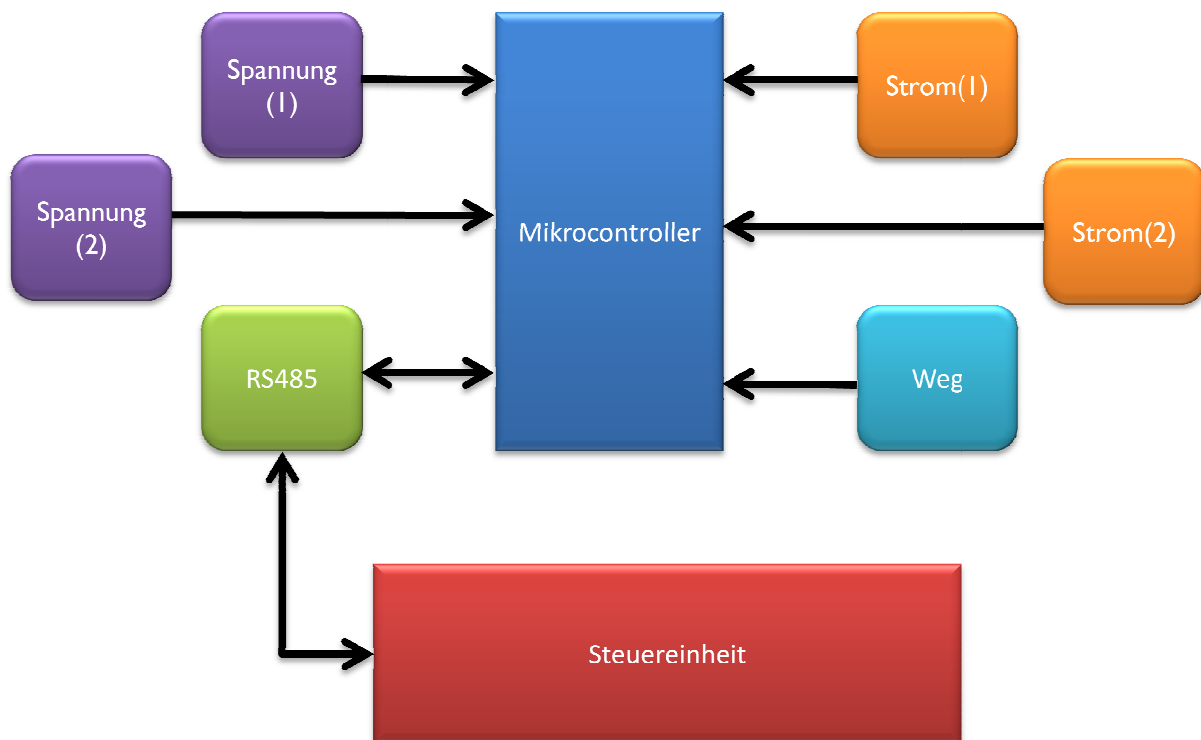 Spannung
(1)
Strom(1)
Spannung
(2)
Mikrocontroller
Strom(2)
RS485
Weg
Steuereinheit